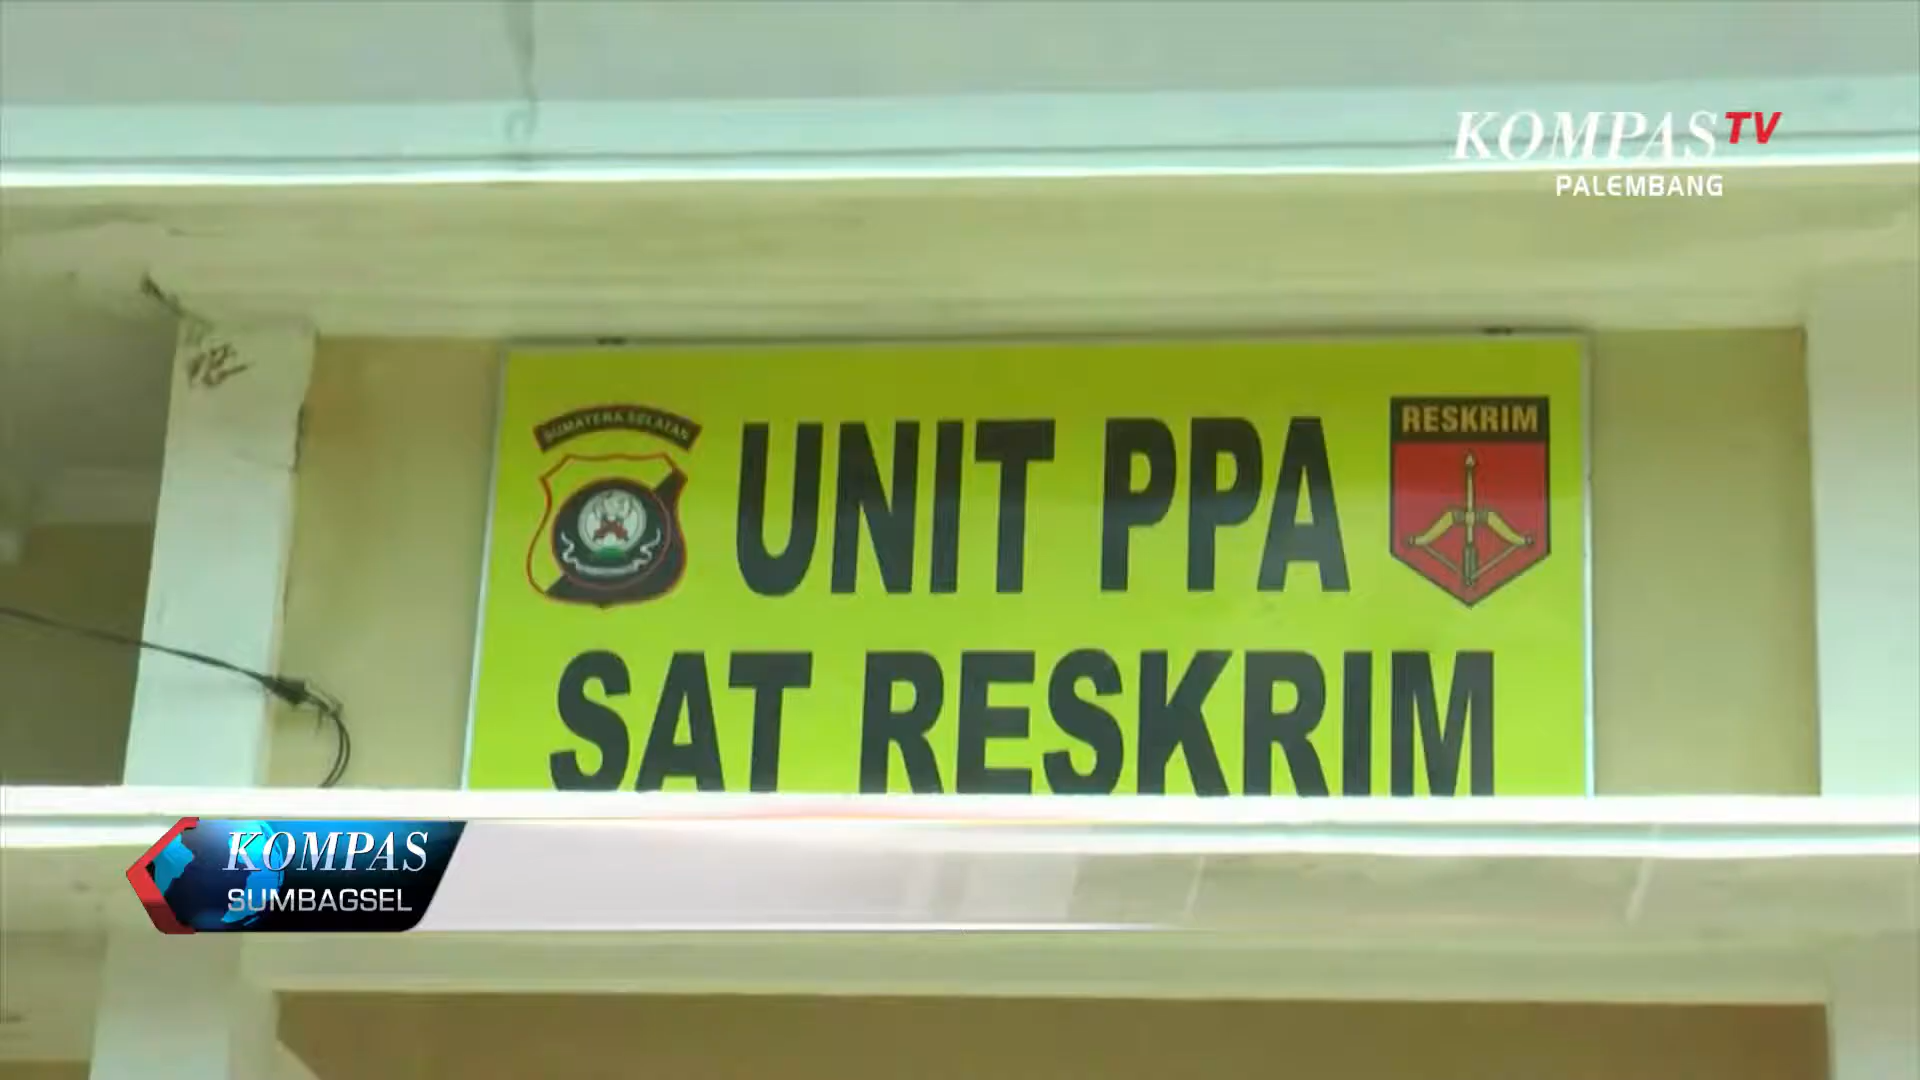 KOMPAS TV
PALEMBANG
SUMATERA SELATAN
UNIT PPA
RESKRIM
SAT RESKRIM
KOMPAS
SUMBAGSEL